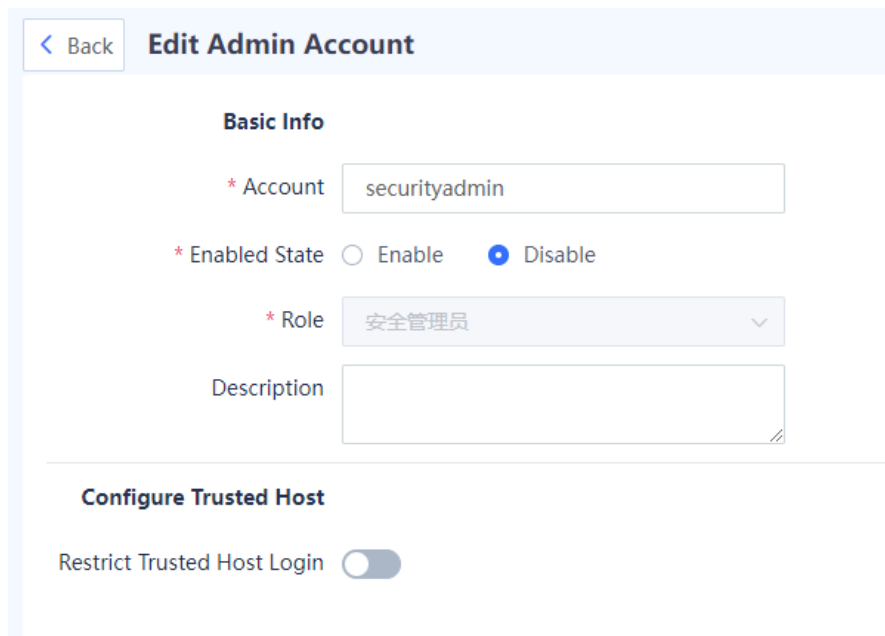 Back Edit Admin Account
Basic Info
* Account securityadmin
* Enabled State Enable Disable
* Role 安全管理员
Description
Configure Trusted Host
Restrict Trusted Host Login